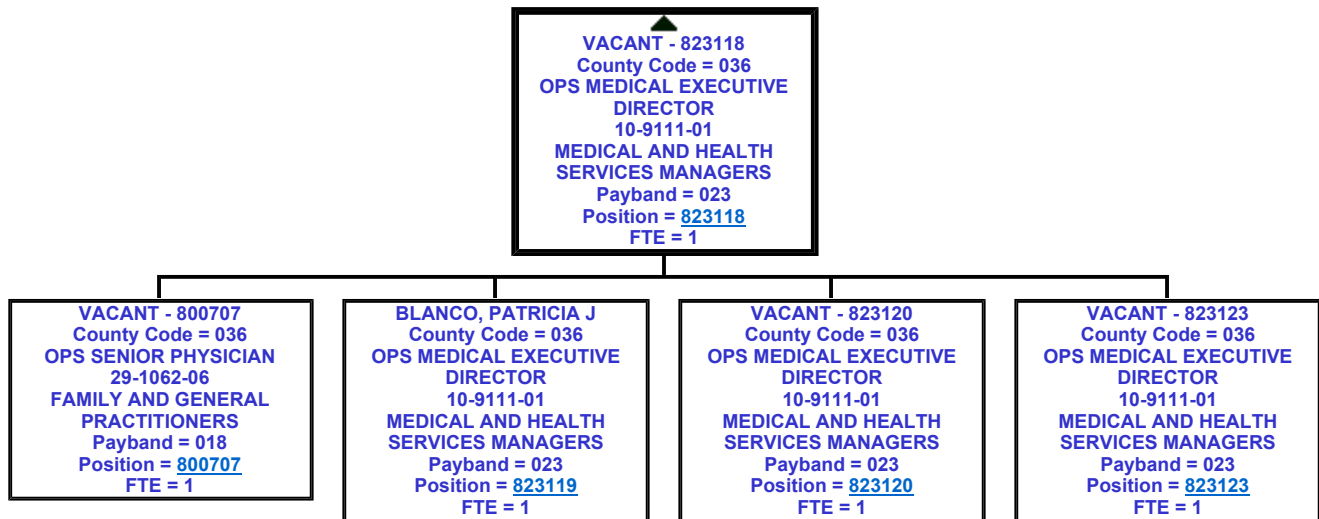 VACANT - 823118
County Code = 036
OPS MEDICAL EXECUTIVE
DIRECTOR
10-9111-01
MEDICAL AND HEALTH
SERVICES MANAGERS
Payband = 023
Position = 823118
FTE = 1
VACANT - 800707
County Code = 036
OPS SENIOR PHYSICIAN
29-1062-06
FAMILY AND GENERAL
PRACTITIONERS
Payband = 018
Position = 800707
FTE = 1
BLANCO, PATRICIA J
County Code = 036
OPS MEDICAL EXECUTIVE
DIRECTOR
10-9111-01
MEDICAL AND HEALTH
SERVICES MANAGERS
Payband = 023
Position = 823119
FTE = 1
VACANT - 823120
County Code = 036
OPS MEDICAL EXECUTIVE
DIRECTOR
10-9111-01
MEDICAL AND HEALTH
SERVICES MANAGERS
Payband = 023
Position = 823120
FTE = 1
VACANT - 823123
County Code = 036
OPS MEDICAL EXECUTIVE
DIRECTOR
10-9111-01
MEDICAL AND HEALTH
SERVICES MANAGERS
Payband = 023
Position = 823123
FTE = 1